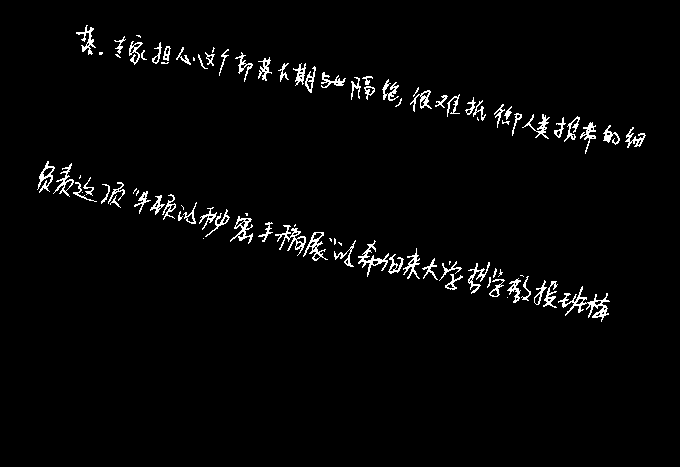 落。专家担心这个部落长期与世隔绝,很难抵御人类携带的细
负责这项“牛顿的秘密手稿展”的希伯来大学哲学教授班梅